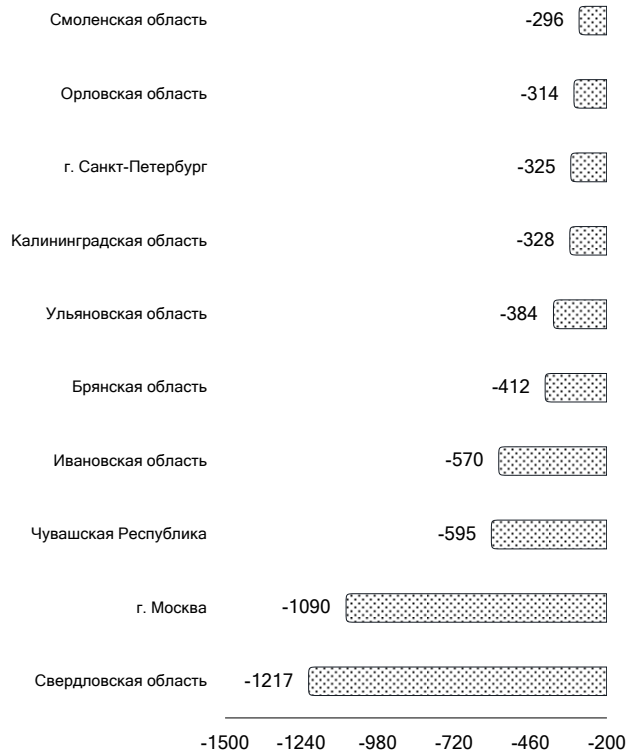 Смоленская область -296
Орловская область -314
г. Санкт-Петербург -325
Калининградская область -328
Ульяновская область -384
Брянская область -412
Ивановская область -570
Чувашская Республика -595
г. Москва -1090
Свердловская область -1217
-1500 -1240 -980 -720 -460 -200